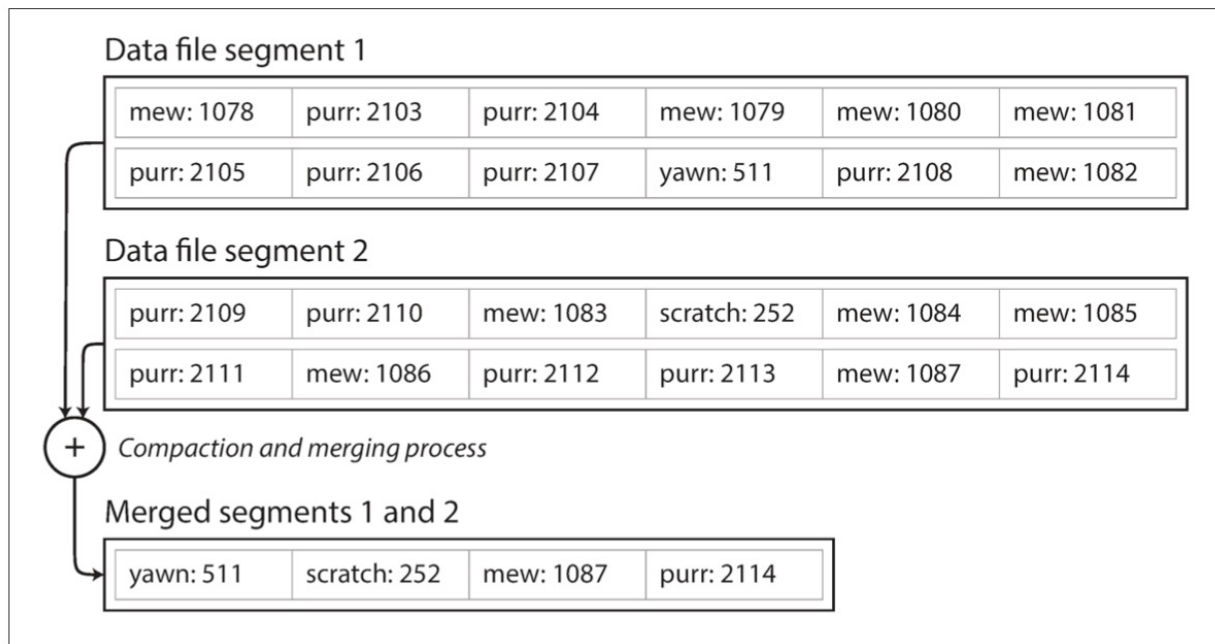 Data file segment 1
mew: 1078 purr: 2103 purr: 2104 mew: 1079 mew: 1080 mew: 1081
purr: 2105 purr: 2106 purr: 2107 yawn: 511 purr: 2108 mew: 1082
Data file segment 2
purr: 2109 purr: 2110 mew: 1083 scratch: 252 mew: 1084 mew: 1085
purr: 2111 mew: 1086 purr: 2112 purr: 2113 mew: 1087 purr: 2114
+ Compaction and merging process
Merged segments 1 and 2
yawn: 511 scratch: 252 mew: 1087 purr: 2114